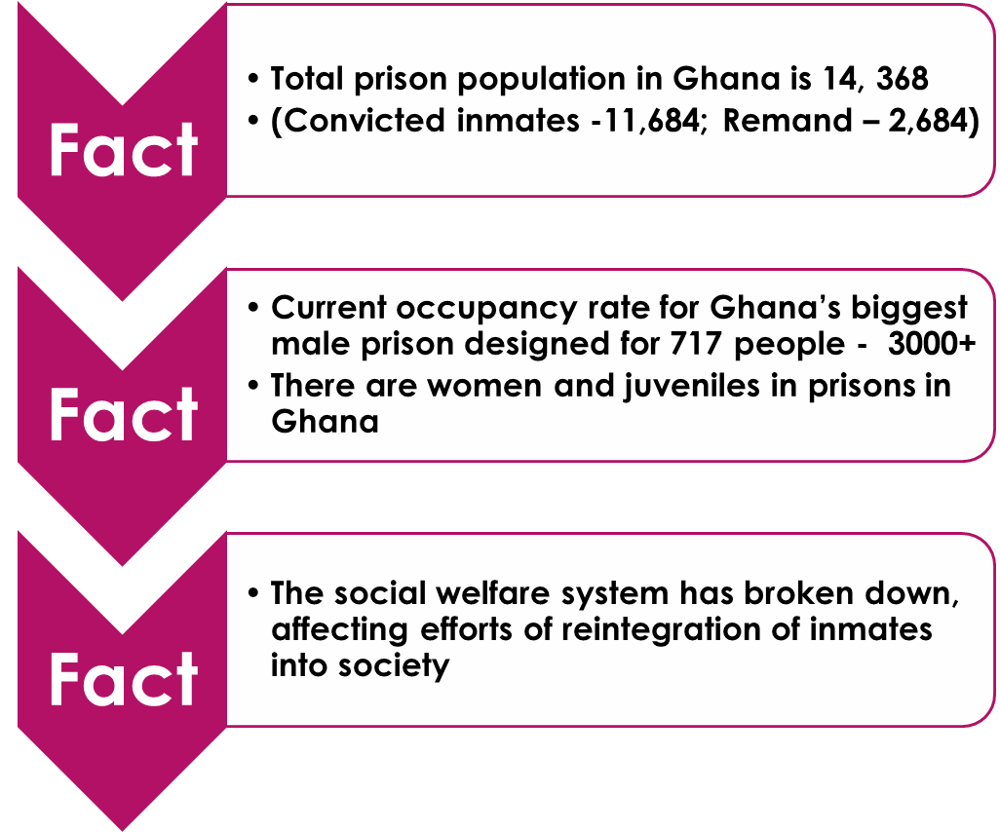 Fact
• Total prison population in Ghana is 14, 368
• (Convicted inmates -11,684; Remand – 2,684)
Fact
• Current occupancy rate for Ghana’s biggest
male prison designed for 717 people - 3000+
• There are women and juveniles in prisons in
Ghana
Fact
• The social welfare system has broken down,
affecting efforts of reintegration of inmates
into society